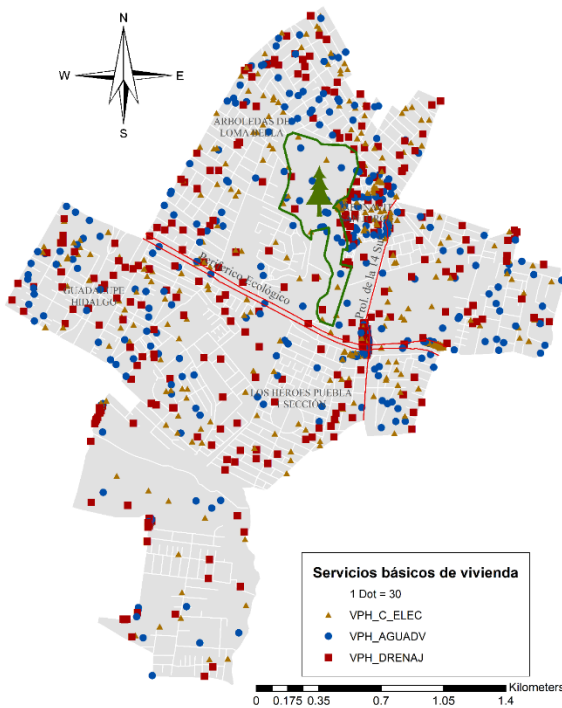 N
W E
S
ARBOLEDAS DE
LOMA BELLA
Periférico Ecológico
Prol. de la 14 Sur
GUADALUPE
HIDALGO
LOS HEROES PUEBLA
I SECCIÓN
Servicios básicos de vivienda
1 Dot = 30
VPH_C_ELEC
VPH_AGUADV
VPH_DRENAJ
Kilometers
0 0.175 0.35 0.7 1.05 1.4